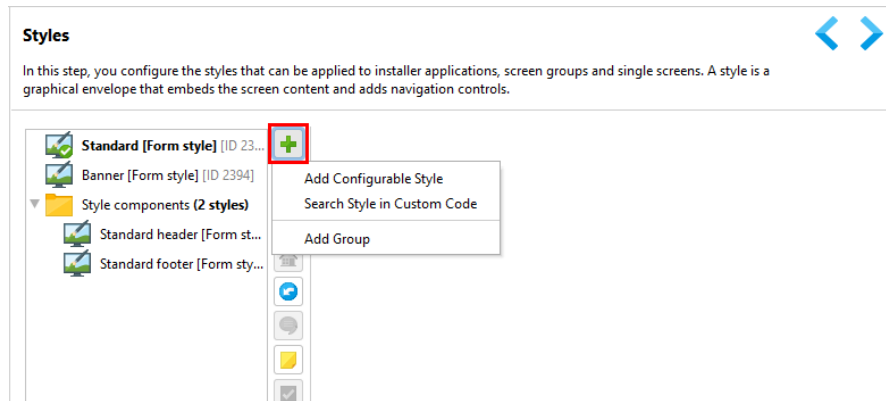 Styles
In this step, you configure the styles that can be applied to installer applications, screen groups and single screens. A style is a
graphical envelope that embeds the screen content and adds navigation controls.
Standard [Form style] [ID 23...
Banner [Form style] [ID 2394]
Style components (2 styles)
Standard header [Form st...
Standard footer [Form sty...
Add Configurable Style
Search Style in Custom Code
Add Group